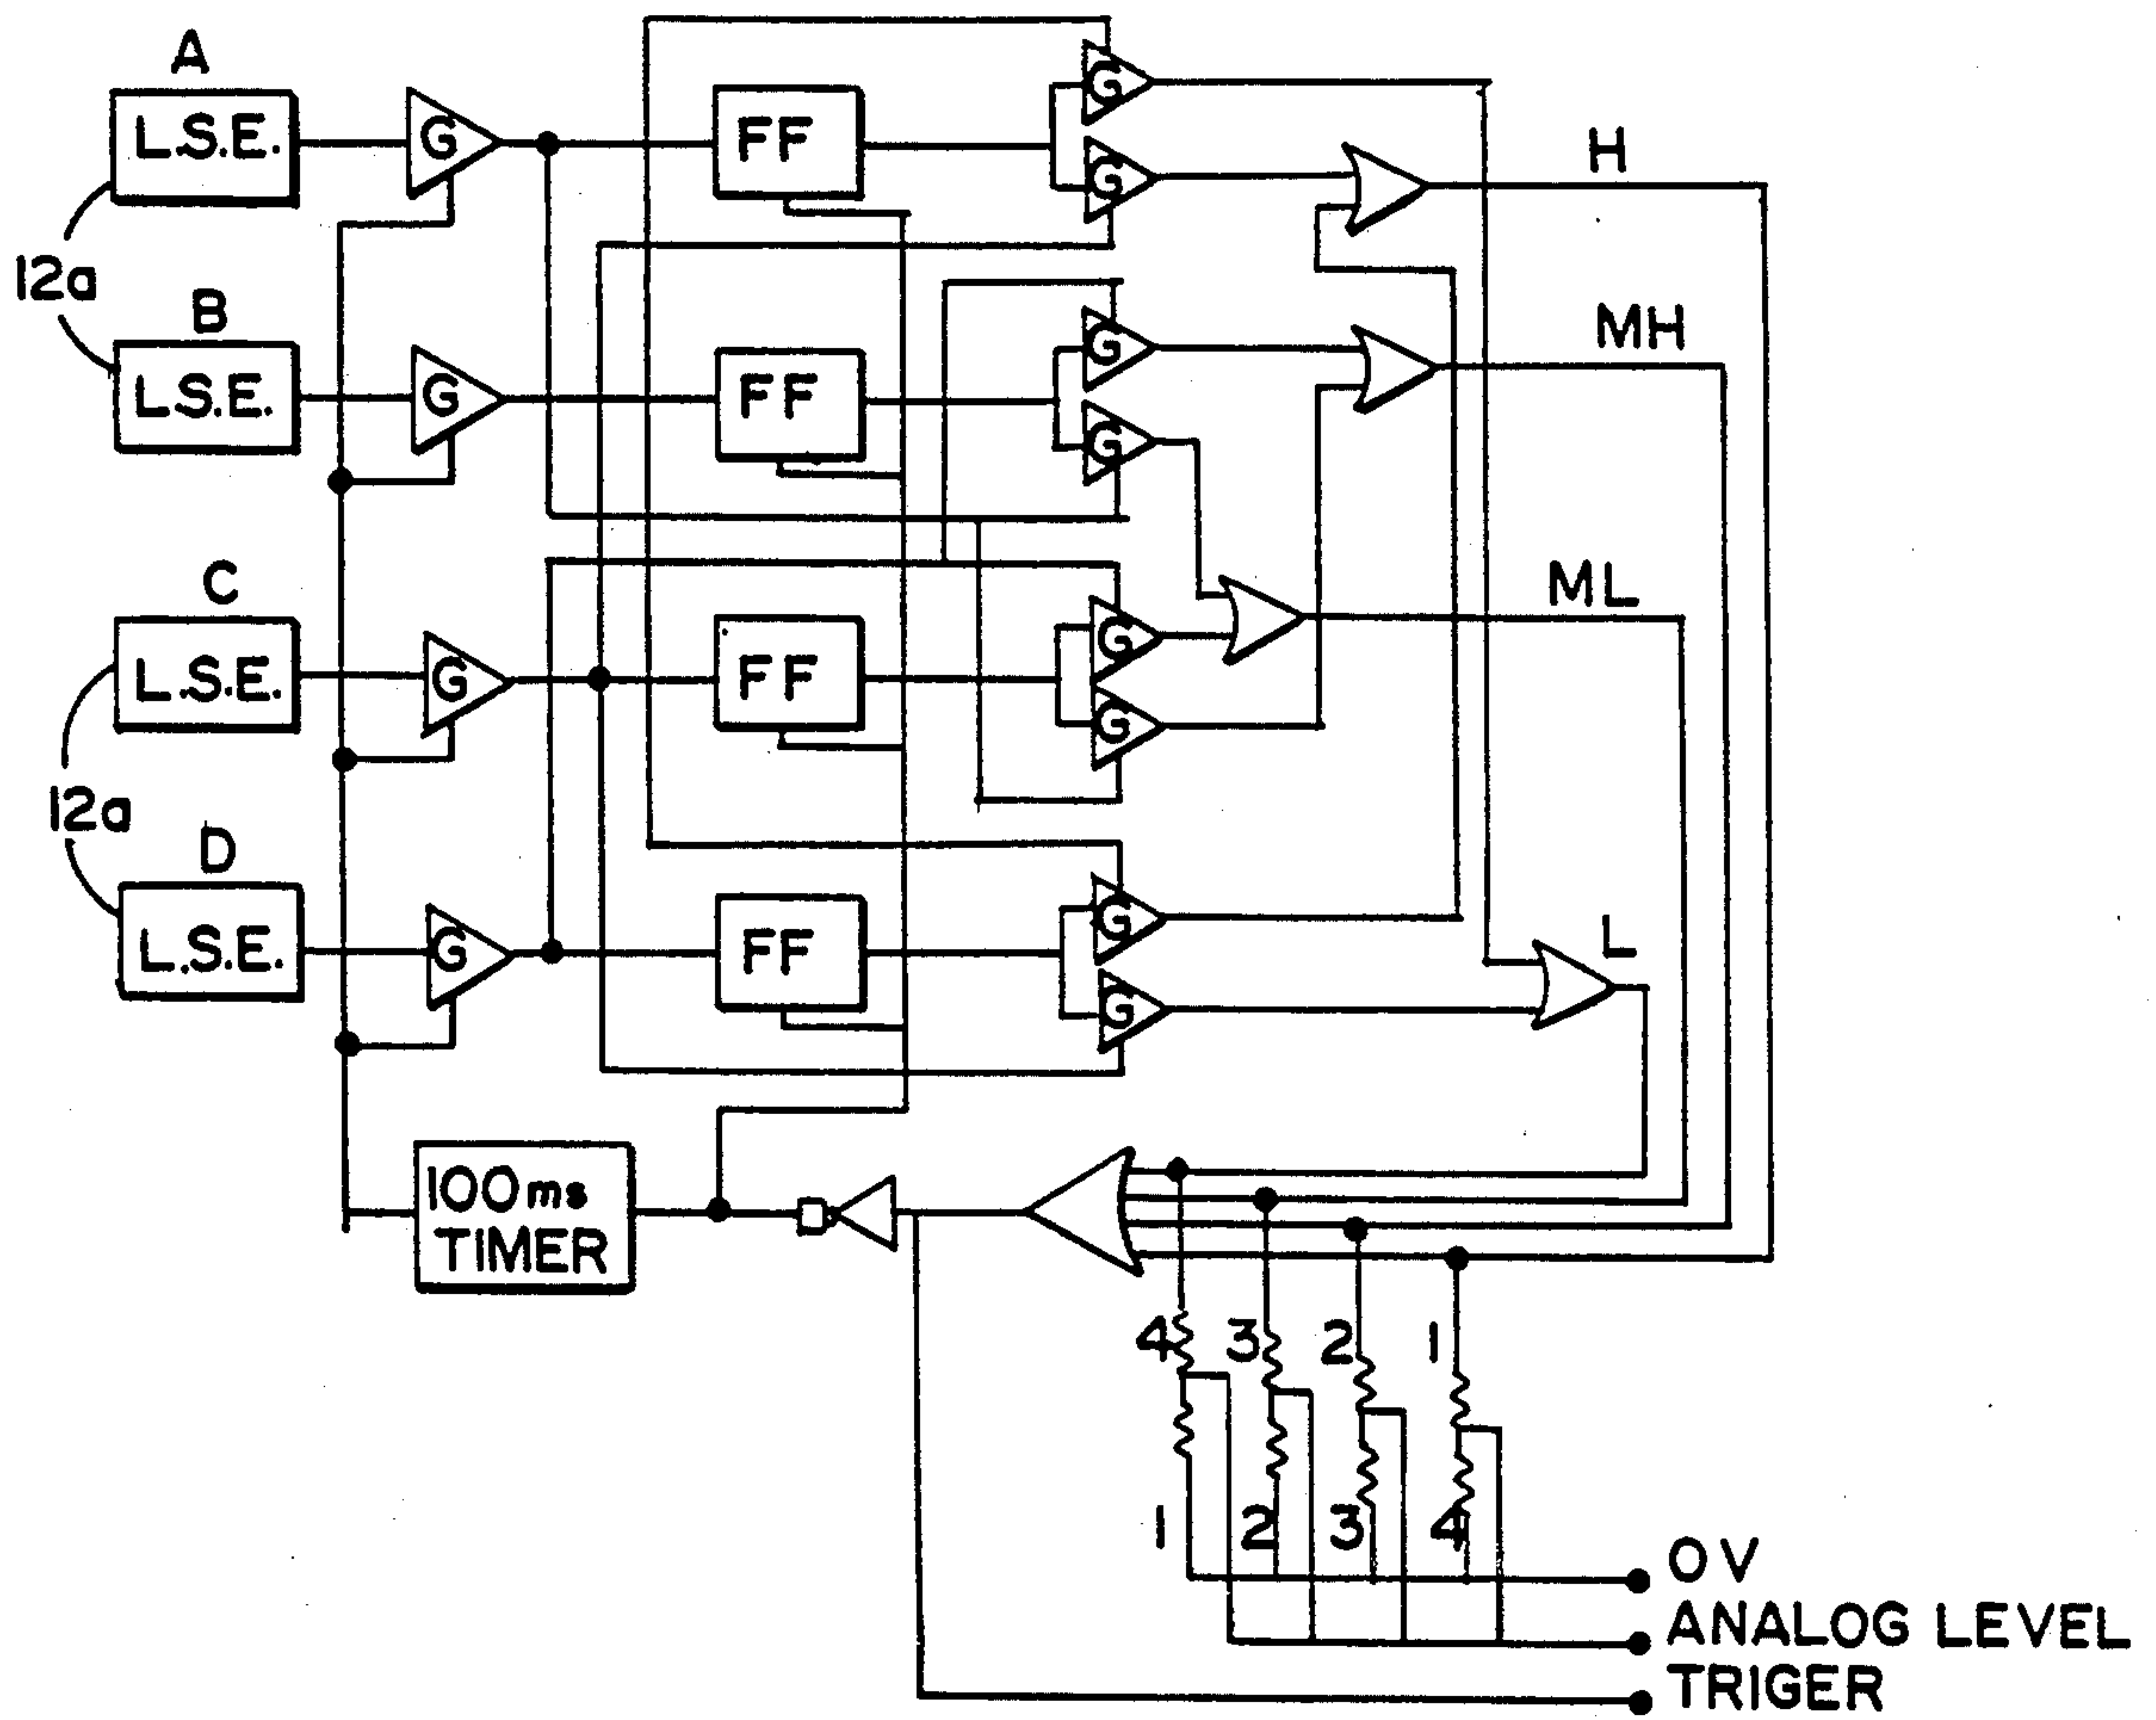 A
L.S.E.
G
FF
G
G
H
12a
B
L.S.E.
G
FF
G
G
MH
C
L.S.E.
G
FF
G
G
ML
12a
D
L.S.E.
G
FF
G
G
L
100ms
TIMER
4 3 2 1
1 2 3 4
OV
ANALOG LEVEL
TRIGER